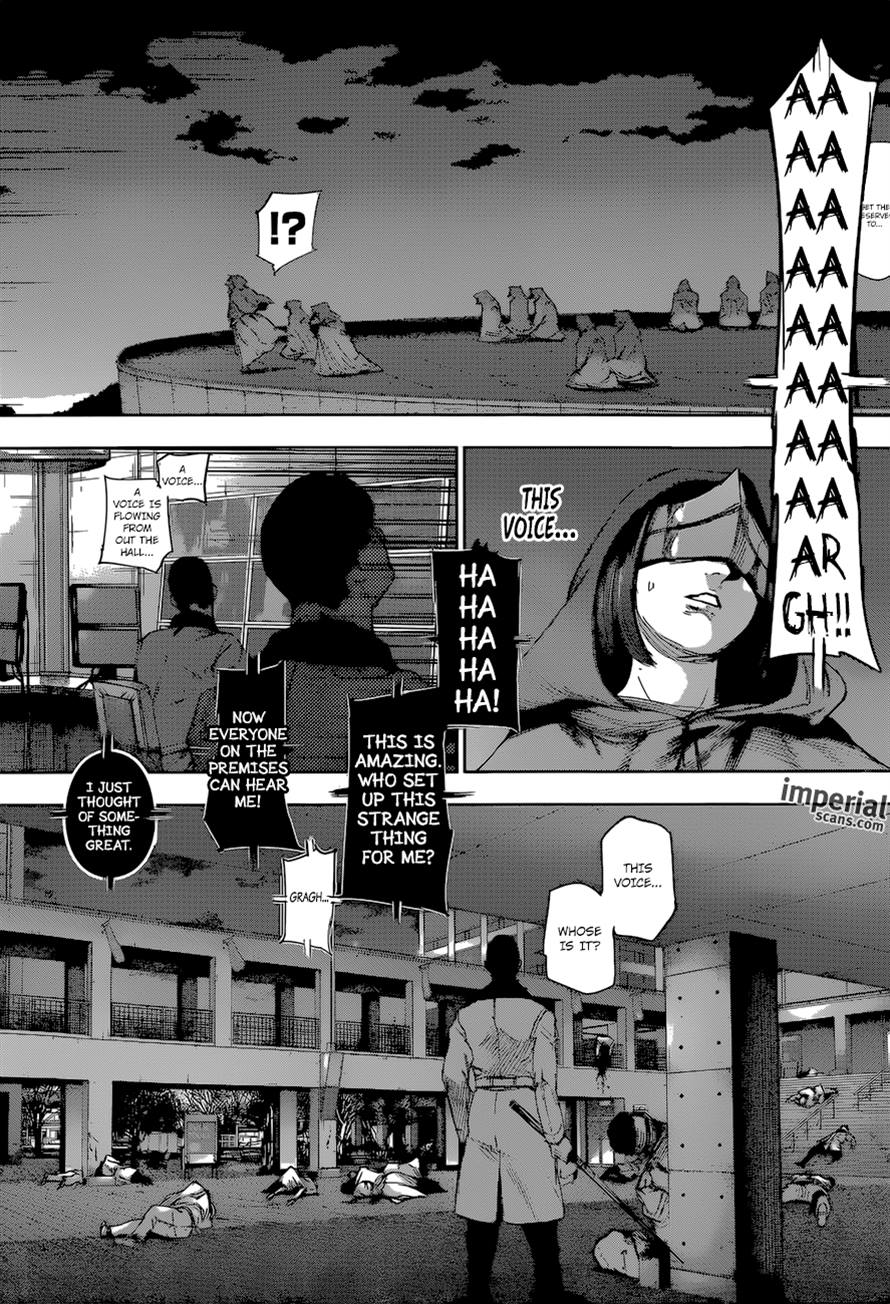 GET THE
RESERVES
TO...
AA
AA
AA
AA
AA
AA
AA
AA
AR
GH!!
!?
THIS
VOICE...
A
VOICE...
A
VOICE IS
FLOWING
FROM
OUT THE
HALL...
HA
HA
HA
HA
HA!
THIS IS
AMAZING.
WHO SET
UP THIS
STRANGE
THING
FOR ME?
NOW
EVERYONE
ON THE
PREMISES
CAN HEAR
ME!
GRAGH...
I JUST
THOUGHT
OF SOME-
THING
GREAT.
THIS
VOICE...
WHOSE
IS IT?
imperial
scans.com